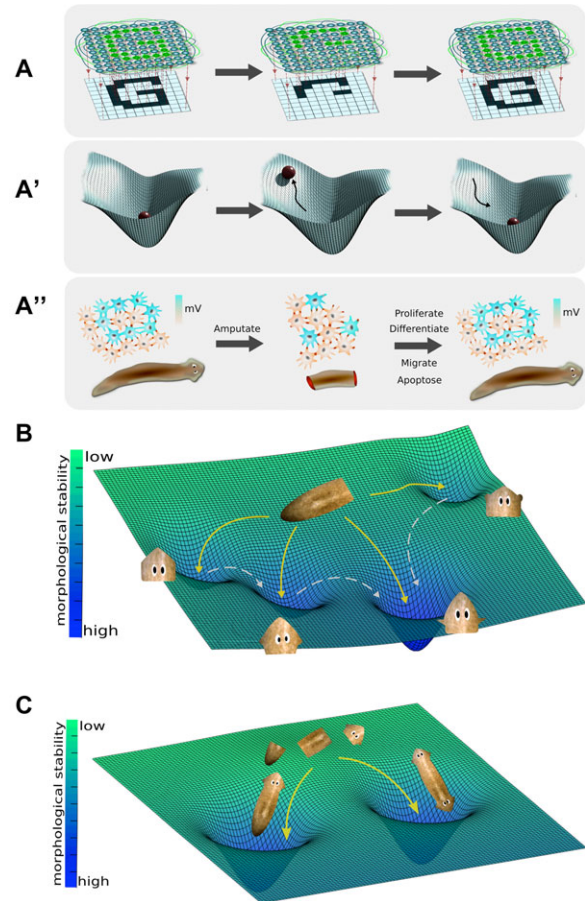 A
G
G
A'
A''
mV
Amputate
Proliferate
Differentiate
Migrate
Apoptose
mV
B
low
morphological stability
high
C
low
morphological stability
high